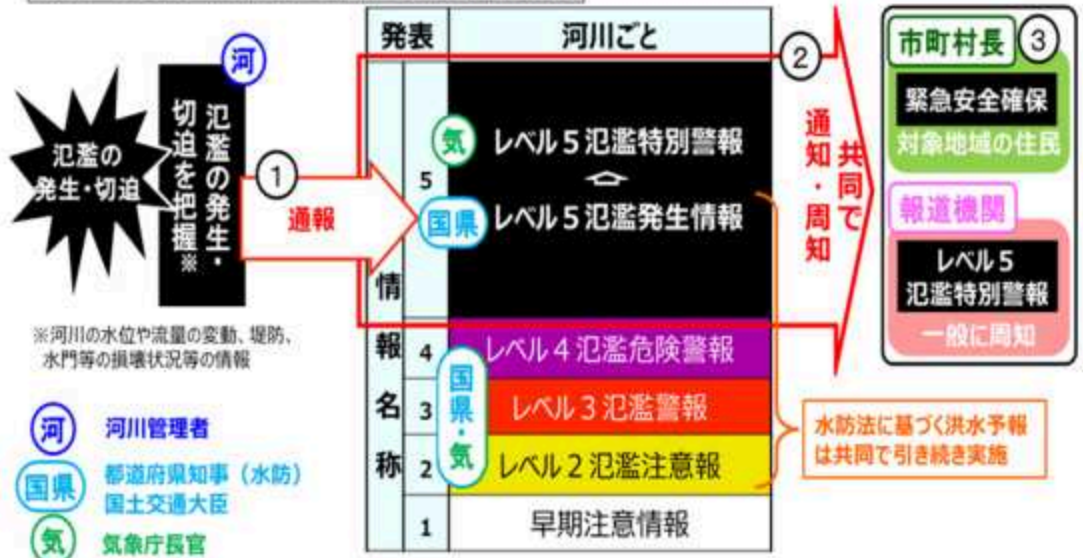 氾濫の
発生・切迫
氾濫の発生・
切迫を把握※
河
①
通報
※河川の水位や流量の変動、堤防、
水門等の損壊状況等の情報
河 河川管理者
国県 都道府県知事（水防）
国土交通大臣
気 気象庁長官
発表 河川ごと
情報名称
5
気 レベル５氾濫特別警報
国県 レベル５氾濫発生情報
4 レベル４氾濫危険警報
3 レベル３氾濫警報
2 レベル２氾濫注意報
国県・気
1 早期注意情報
②
共同で
通知・周知
市町村長 ③
緊急安全確保
対象地域の住民
報道機関
レベル５
氾濫特別警報
一般に周知
水防法に基づく洪水予報
は共同で引き続き実施